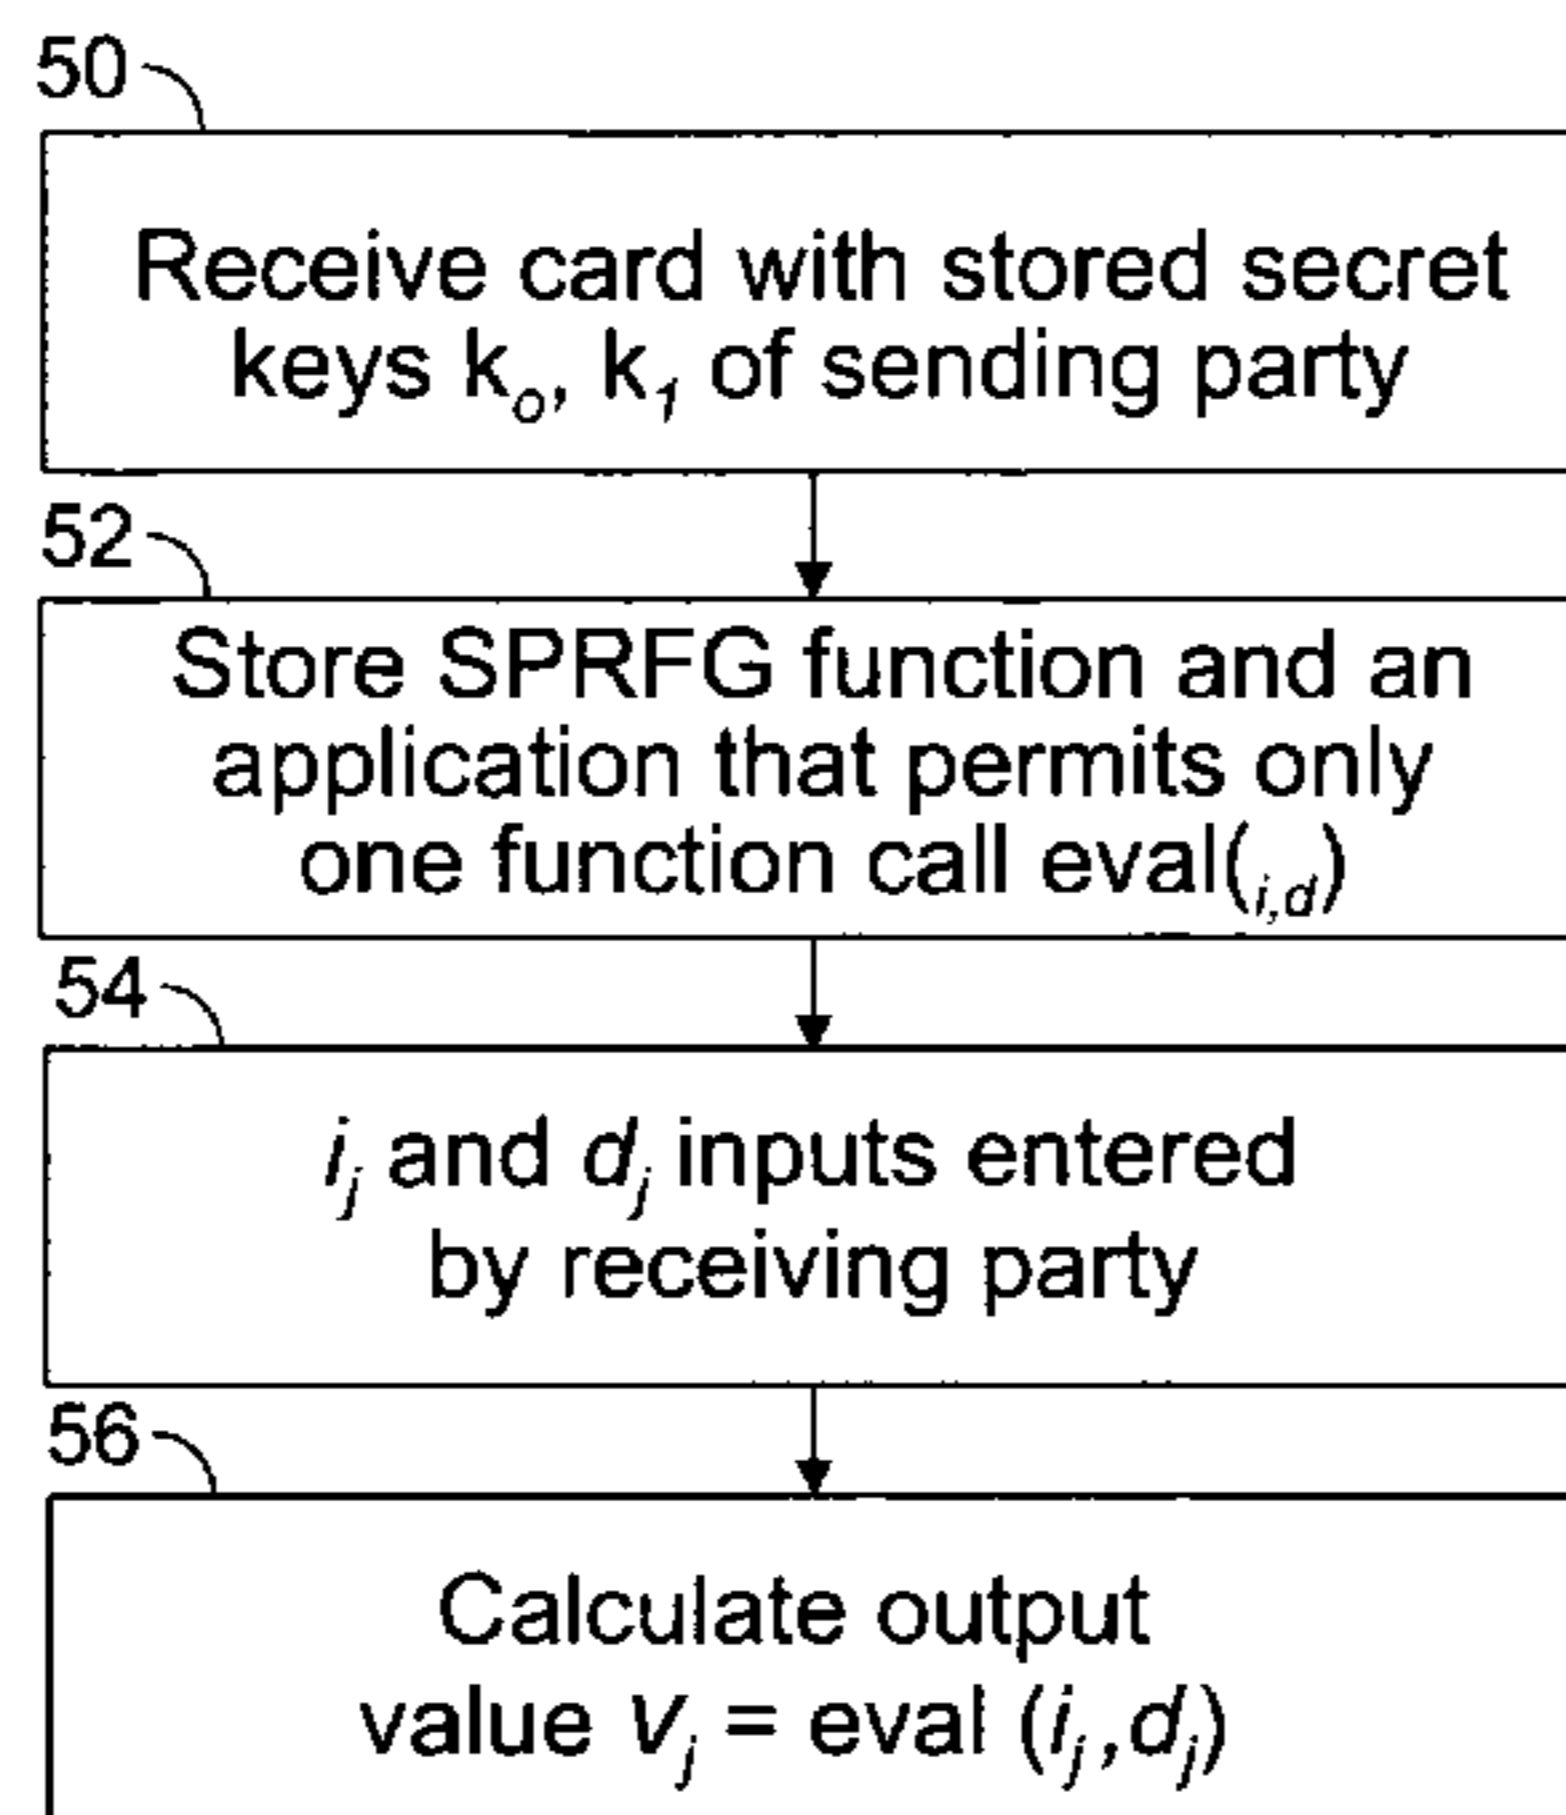 50
Receive card with stored secret
keys kₒ, k₁ of sending party
52
Store SPRFG function and an
application that permits only
one function call eval(i,d)
54
iⱼ and dⱼ inputs entered
by receiving party
56
Calculate output
value vⱼ = eval (iⱼ,dⱼ)